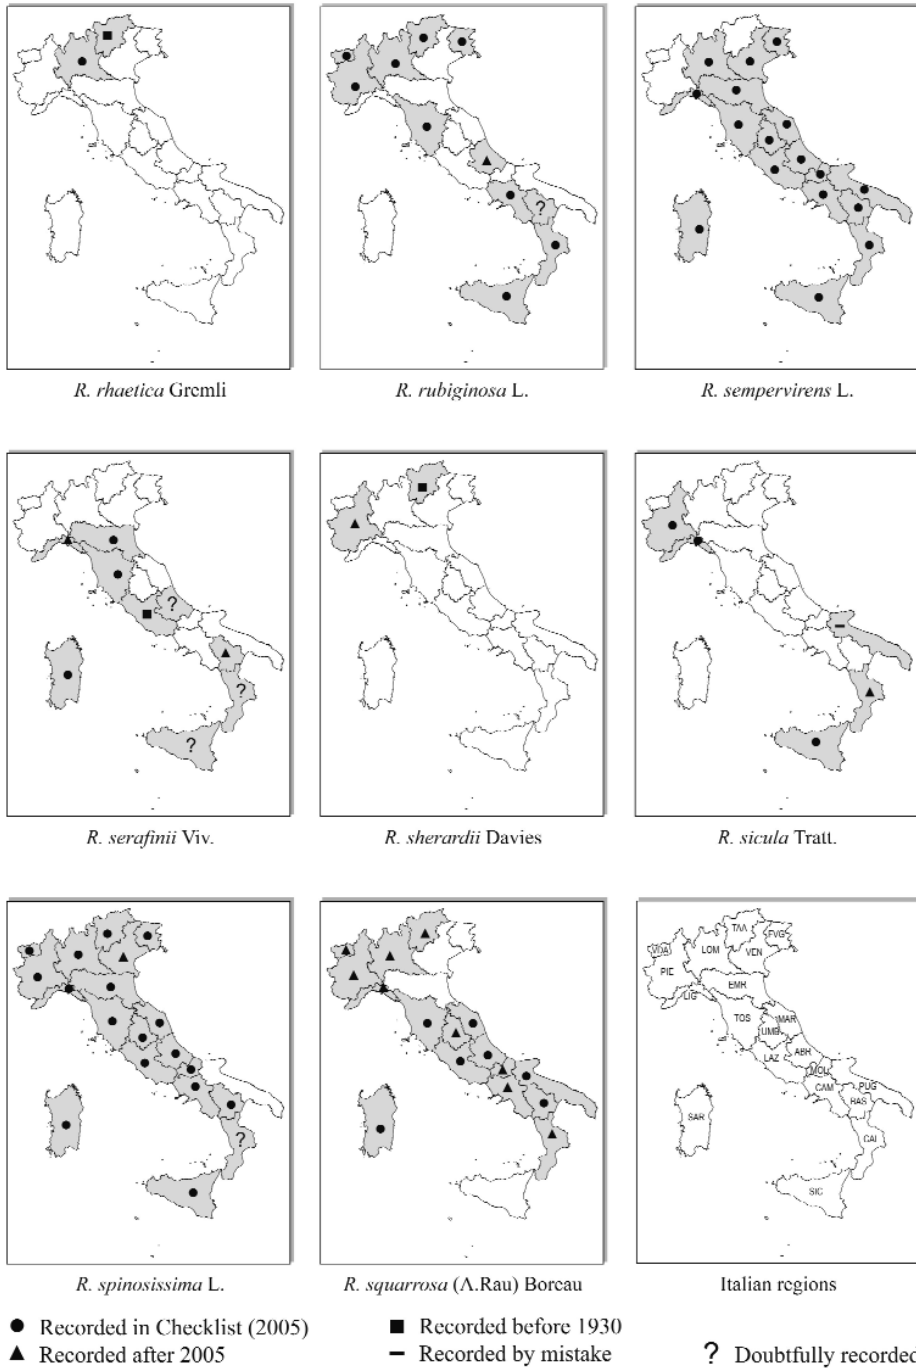 ?
R. rhaetica Gremli
R. rubiginosa L.
R. sempervirens L.
?
?
?
R. serafinii Viv.
R. sherardii Davies
R. sicula Tratt.
?
VDA
PIE
LOM
TAA
FVG
VEN
LIG
EMR
TOS
MAR
UMB
LAZ
ABR
MOL
CAM
PUG
BAS
SAR
CAL
SIC
R. spinosissima L.
R. squarrosa (A.Rau) Boreau
Italian regions
Recorded in Checklist (2005)
Recorded before 1930
Recorded after 2005
Recorded by mistake
? Doubtfully recorded